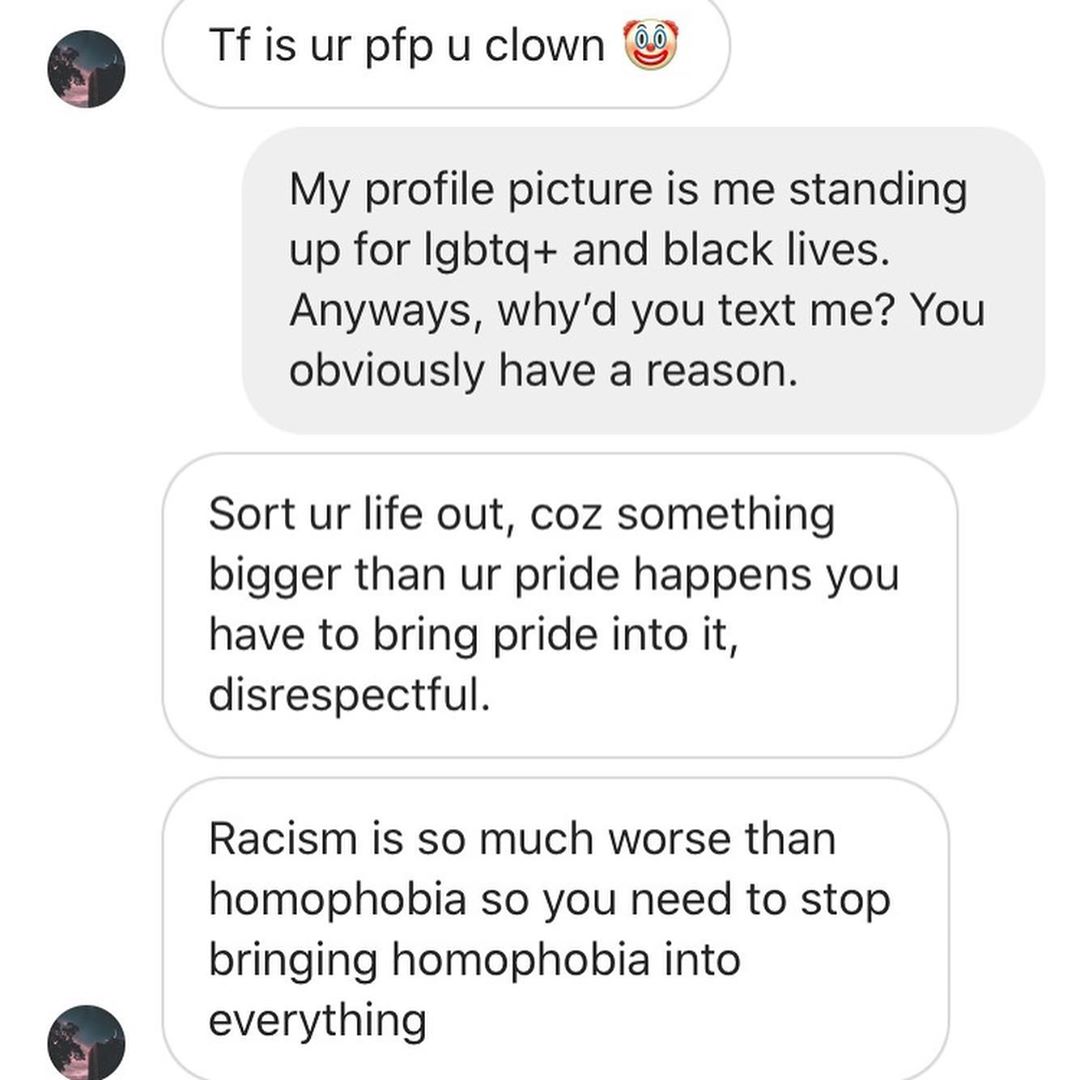 Tf is ur pfp u clown 🤡
My profile picture is me standing
up for lgbtq+ and black lives.
Anyways, why’d you text me? You
obviously have a reason.
Sort ur life out, coz something
bigger than ur pride happens you
have to bring pride into it,
disrespectful.
Racism is so much worse than
homophobia so you need to stop
bringing homophobia into
everything